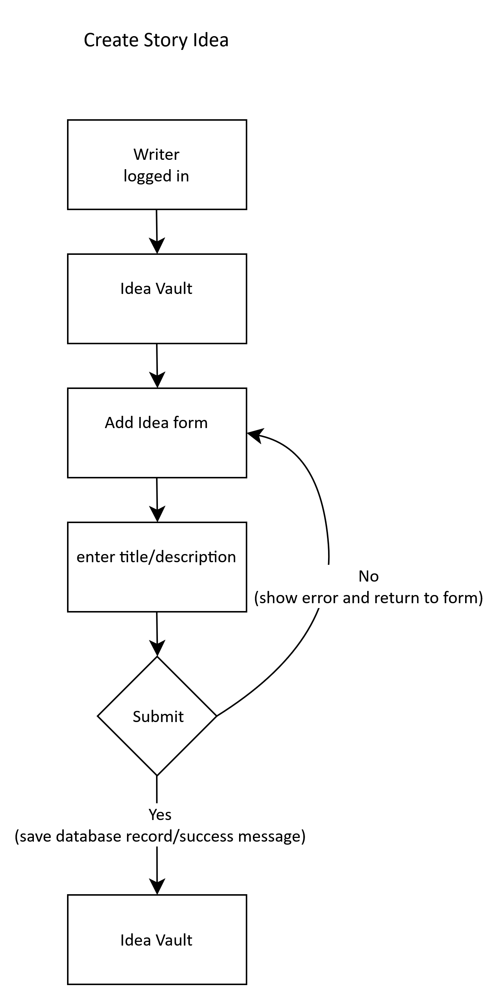 Create Story Idea
Writer
logged in
Idea Vault
Add Idea form
enter title/description
No
(show error and return to form)
Submit
Yes
(save database record/success message)
Idea Vault